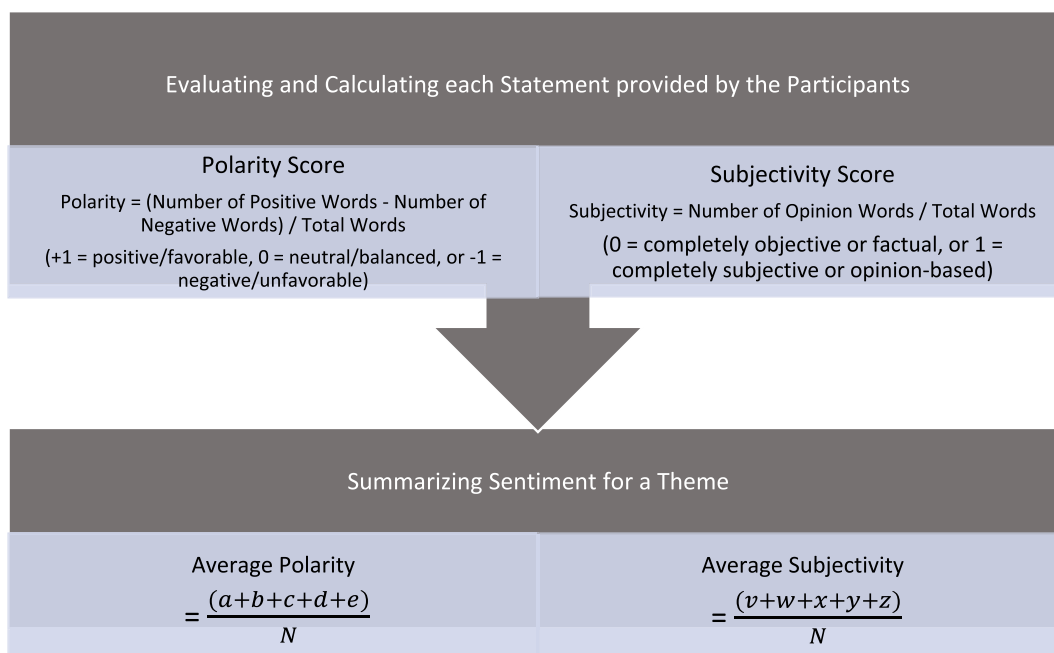 Evaluating and Calculating each Statement provided by the Participants
Polarity Score
Polarity = (Number of Positive Words - Number of
Negative Words) / Total Words
(+1 = positive/favorable, 0 = neutral/balanced, or -1 =
negative/unfavorable)
Subjectivity Score
Subjectivity = Number of Opinion Words / Total Words
(0 = completely objective or factual, or 1 =
completely subjective or opinion-based)
Summarizing Sentiment for a Theme
Average Polarity
= (a+b+c+d+e)
N
Average Subjectivity
= (v+w+x+y+z)
N